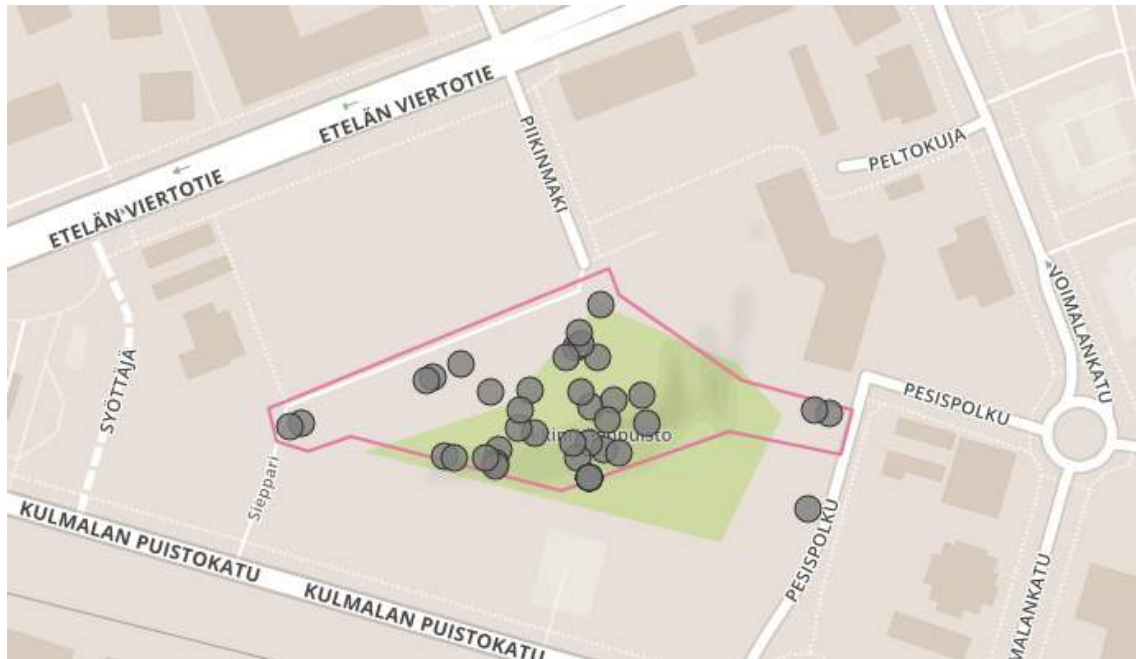 ETELÄN VIERTOTIE
ETELÄN VIERTOTIE
PIIKINMÄKI
PELTOKUJA
VOIMALANKATU
SYÖTTÄJÄ
PESISPOLKU
Sieppari
PESISPOLKU
KULMALAN PUISTOKATU
KULMALAN PUISTOKATU
MALANKATU